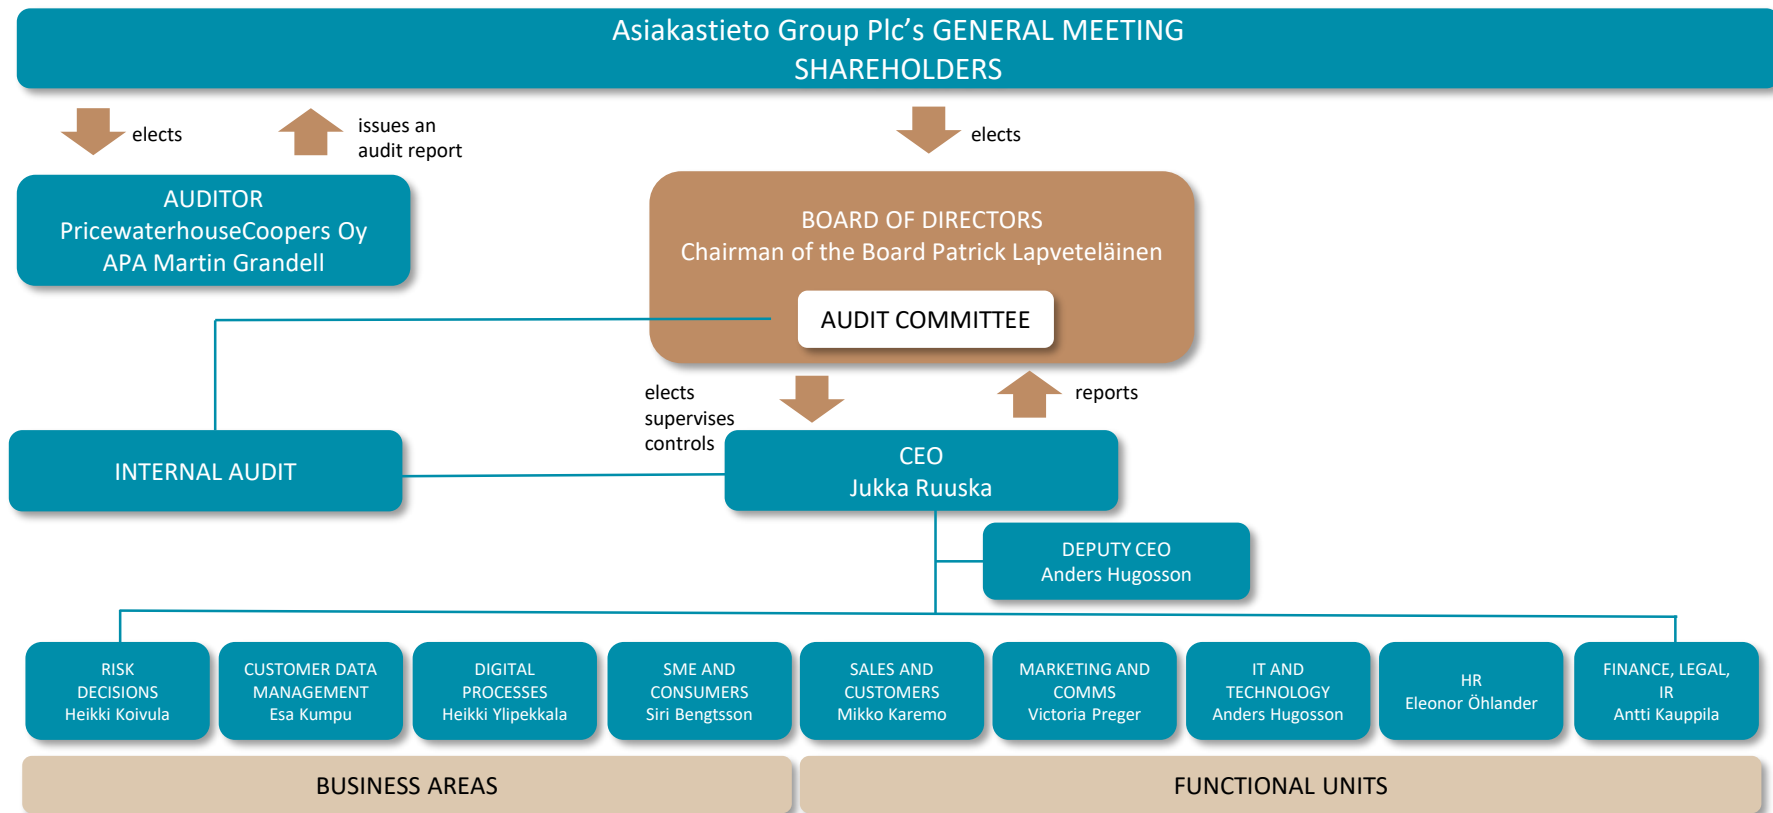 Asiakastieto Group Plc’s GENERAL MEETING
SHAREHOLDERS
elects
issues an
audit report
elects
AUDITOR
PricewaterhouseCoopers Oy
APA Martin Grandell
BOARD OF DIRECTORS
Chairman of the Board Patrick Lapveteläinen
AUDIT COMMITTEE
elects
supervises
controls
reports
INTERNAL AUDIT
CEO
Jukka Ruuska
DEPUTY CEO
Anders Hugosson
RISK
DECISIONS
Heikki Koivula
CUSTOMER DATA
MANAGEMENT
Esa Kumpu
DIGITAL
PROCESSES
Heikki Ylipekkala
SME AND
CONSUMERS
Siri Bengtsson
SALES AND
CUSTOMERS
Mikko Karemo
MARKETING AND
COMMS
Victoria Preger
IT AND
TECHNOLOGY
Anders Hugosson
HR
Eleonor Öhlander
FINANCE, LEGAL,
IR
Antti Kauppila
BUSINESS AREAS
FUNCTIONAL UNITS